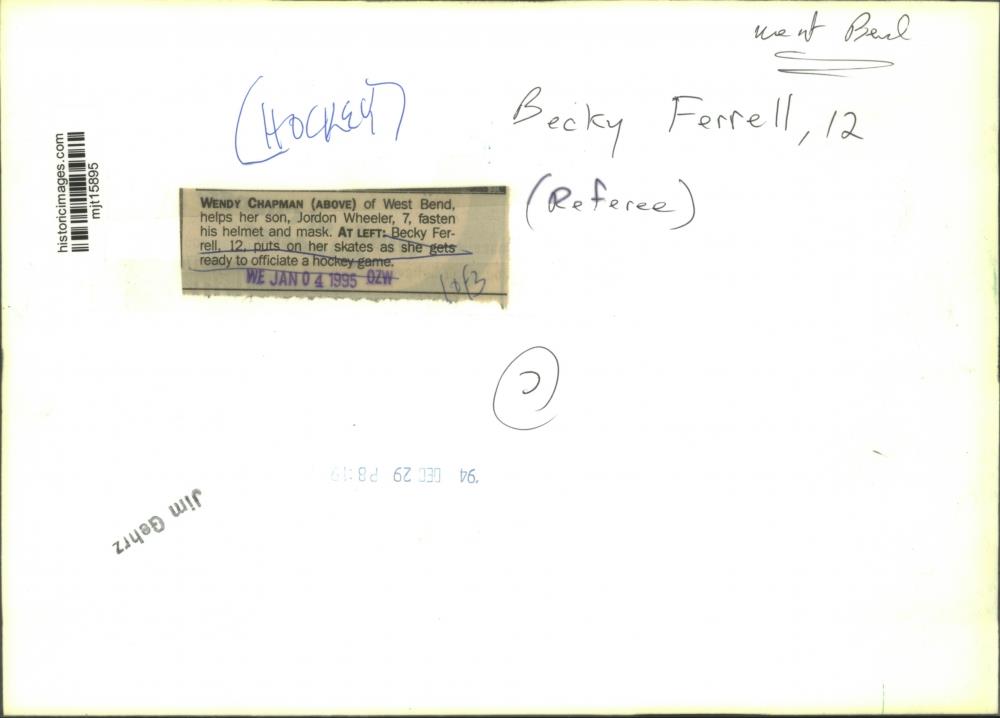 West Bend
(HOCKEY)
Becky Ferrell, 12
(Referee)
historicimages.com
mjt15895
WENDY CHAPMAN (ABOVE) of West Bend,
helps her son, Jordon Wheeler, 7, fasten
his helmet and mask. AT LEFT: Becky Fer-
rell, 12, puts on her skates as she gets
ready to officiate a hockey game.
WE JAN 04 1995 OZW
1 of 3
'94 DEC 29 P8:19
Jim Gehrz